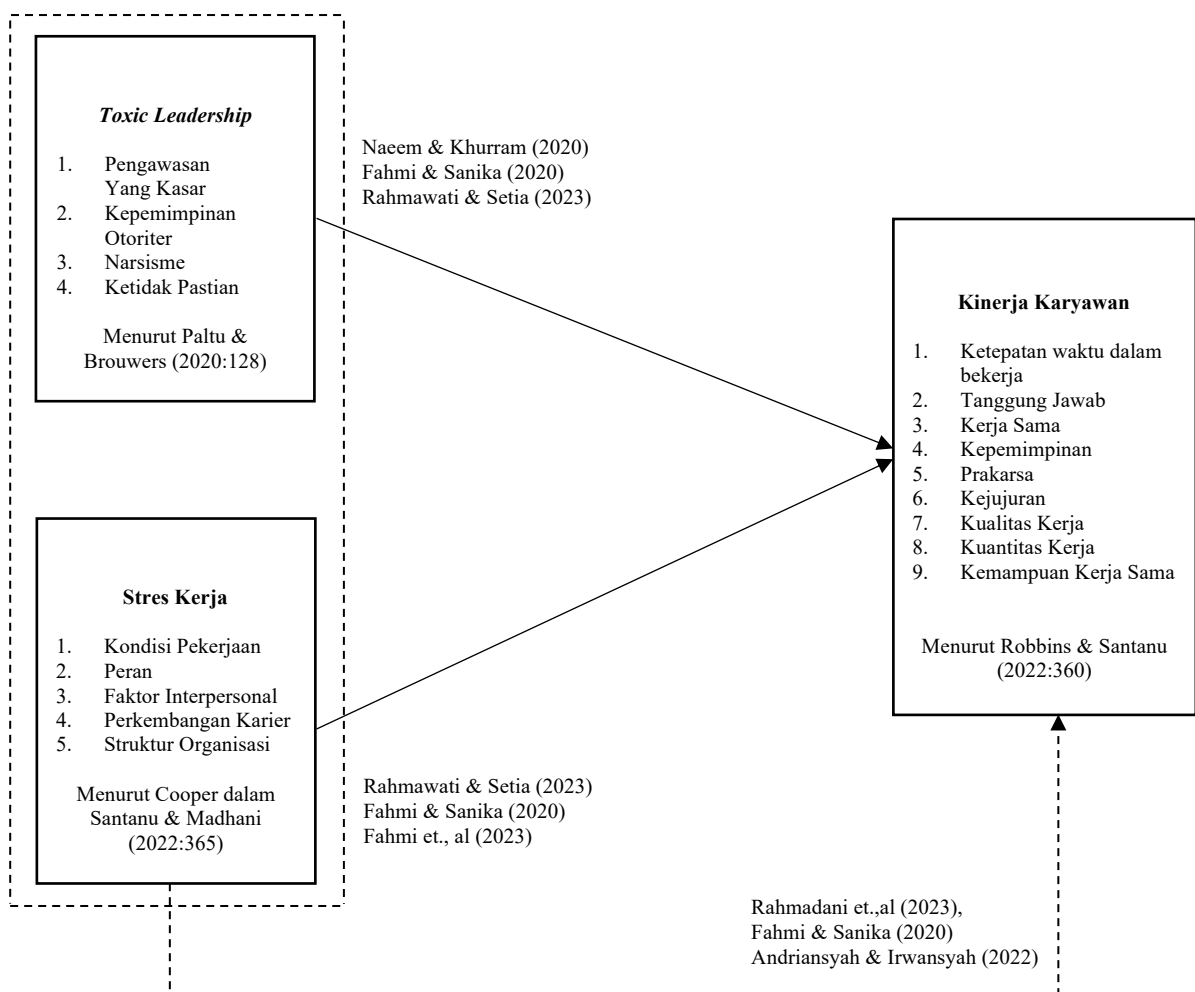 Toxic Leadership
1. Pengawasan
Yang Kasar
2. Kepemimpinan
Otoriter
3. Narsisme
4. Ketidak Pastian
Menurut Paltu &
Brouwers (2020:128)
Naeem & Khurram (2020)
Fahmi & Sanika (2020)
Rahmawati & Setia (2023)
Kinerja Karyawan
1. Ketepatan waktu dalam
bekerja
2. Tanggung Jawab
3. Kerja Sama
4. Kepemimpinan
5. Prakarsa
6. Kejujuran
7. Kualitas Kerja
8. Kuantitas Kerja
9. Kemampuan Kerja Sama
Menurut Robbins & Santanu
(2022:360)
Stres Kerja
1. Kondisi Pekerjaan
2. Peran
3. Faktor Interpersonal
4. Perkembangan Karier
5. Struktur Organisasi
Menurut Cooper dalam
Santanu & Madhani
(2022:365)
Rahmawati & Setia (2023)
Fahmi & Sanika (2020)
Fahmi et., al (2023)
Rahmadani et.,al (2023),
Fahmi & Sanika (2020)
Andriansyah & Irwansyah (2022)